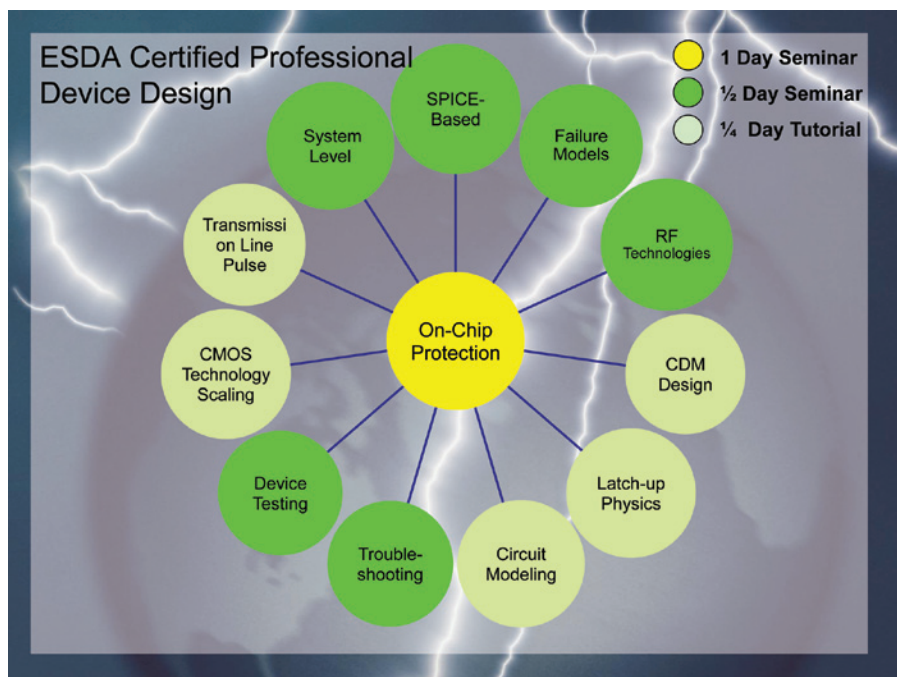 ESDA Certified Professional
Device Design
1 Day Seminar
½ Day Seminar
¼ Day Tutorial
SPICE-
Based
System
Level
Failure
Models
Transmissi
on Line
Pulse
RF
Technologies
On-Chip
Protection
CMOS
Technology
Scaling
CDM
Design
Device
Testing
Latch-up
Physics
Trouble-
shooting
Circuit
Modeling